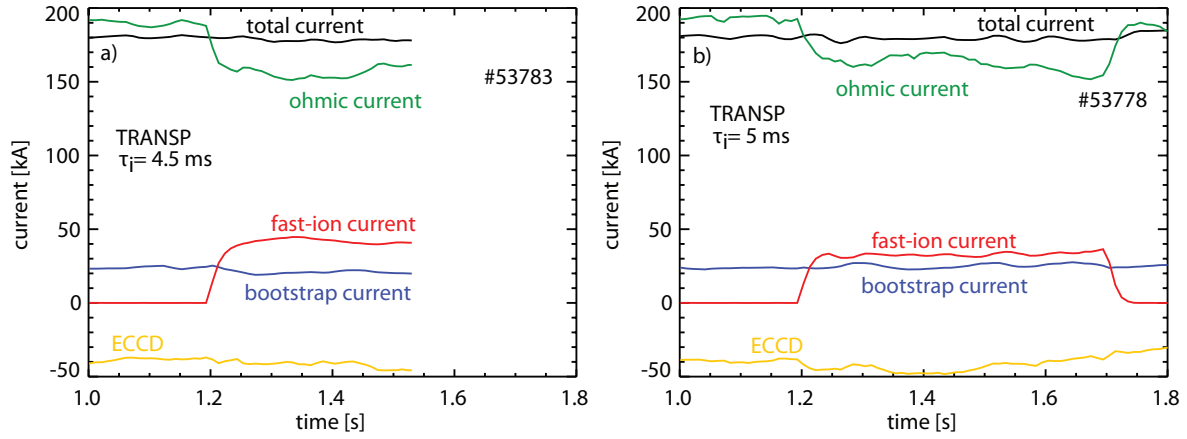 200
150
100
50
0
-50
current [kA]
a)
total current
#53783
ohmic current
TRANSP
τi= 4.5 ms
fast-ion current
bootstrap current
ECCD
1.0 1.2 1.4 1.6 1.8
time [s]
200
150
100
50
0
-50
current [kA]
b)
total current
ohmic current
#53778
TRANSP
τi= 5 ms
fast-ion current
bootstrap current
ECCD
1.0 1.2 1.4 1.6 1.8
time [s]